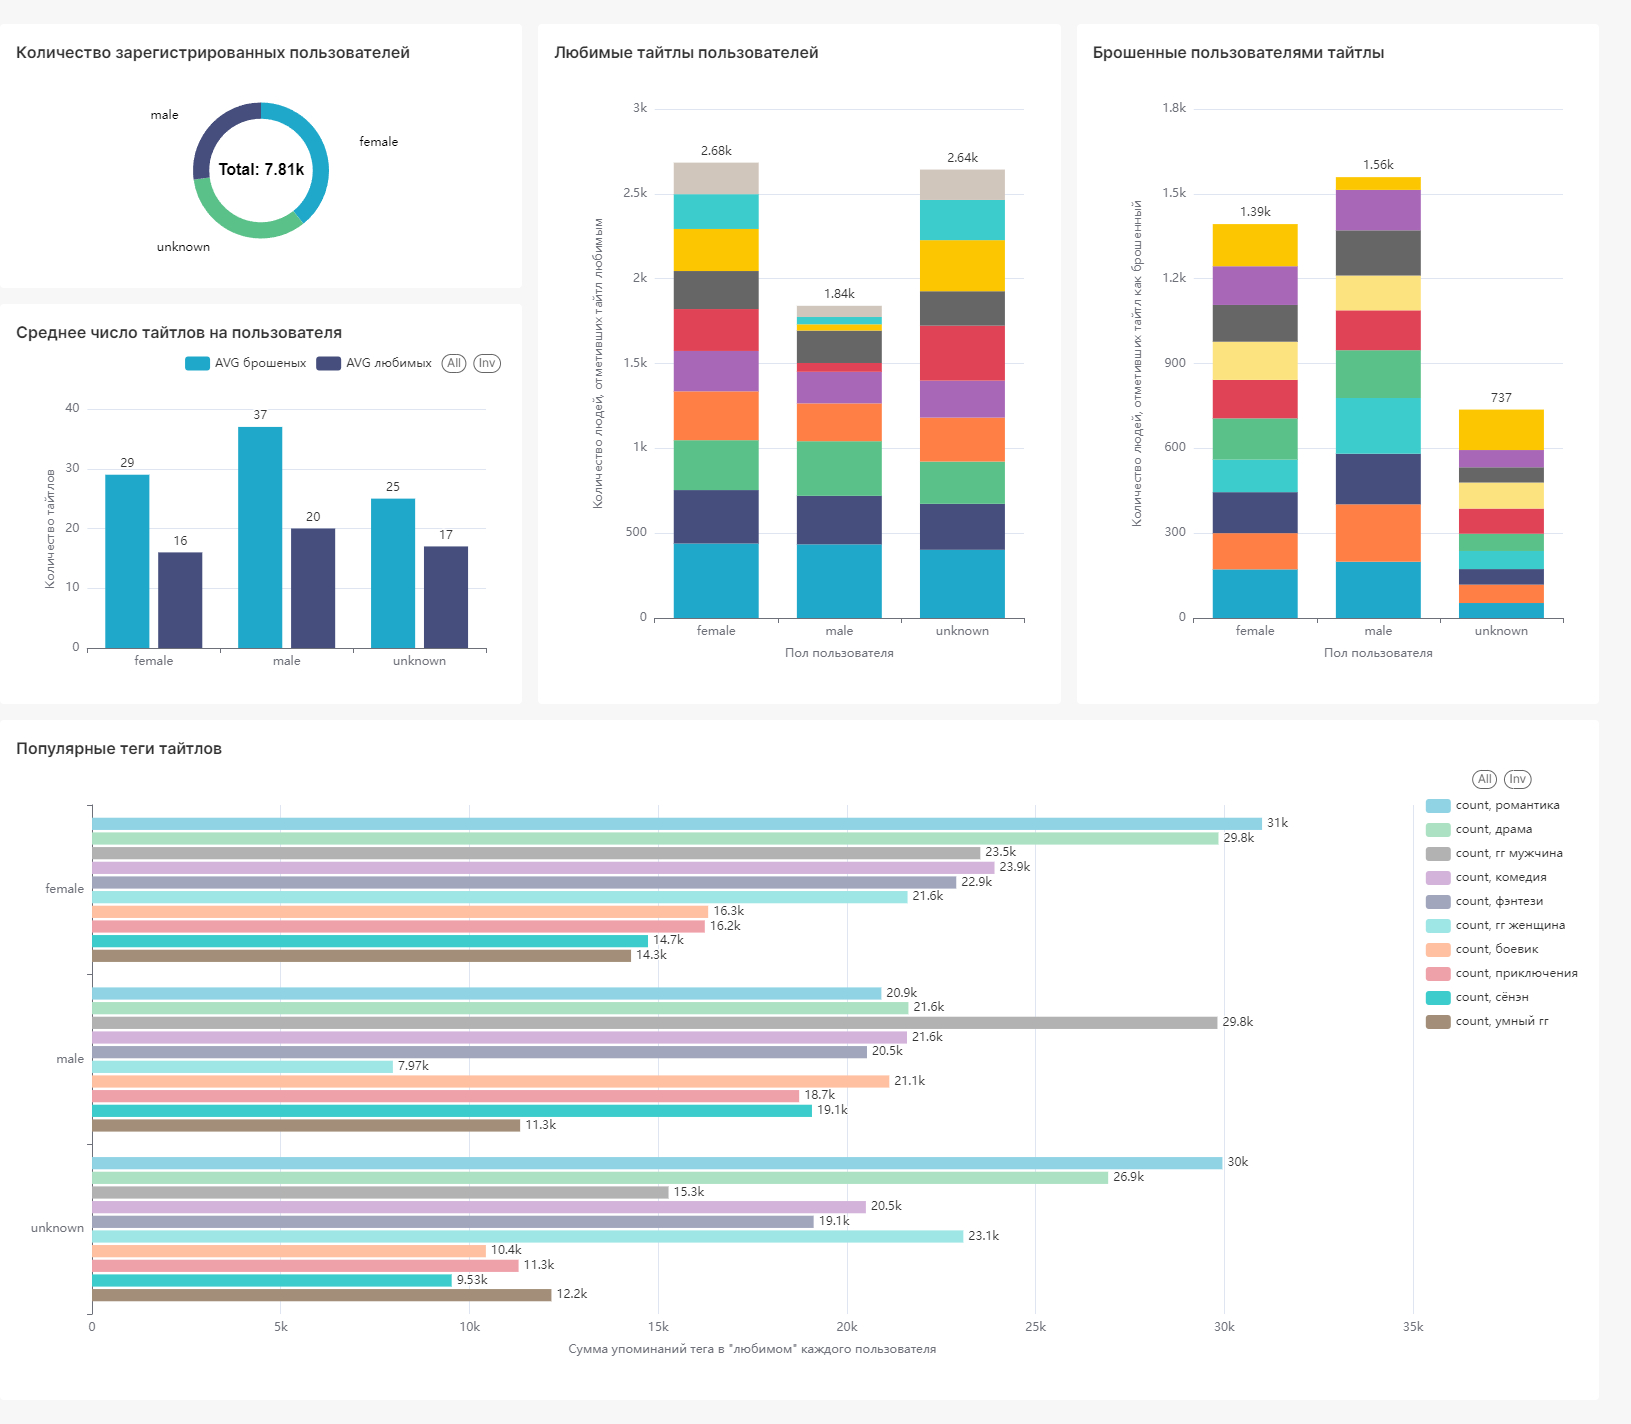 Количество зарегистрированных пользователей
male
female
Total: 7.81k
unknown
Среднее число тайтлов на пользователя
AVG брошеных
AVG любимых
All
Inv
Количество тайтлов
40
30
20
10
0
29
16
37
20
25
17
female
male
unknown
Любимые тайтлы пользователей
Количество людей, отметивших тайтл любимым
3k
2.5k
2k
1.5k
1k
500
0
2.68k
1.84k
2.64k
female
male
unknown
Пол пользователя
Брошенные пользователями тайтлы
Количество людей, отметивших тайтл как брошенный
1.8k
1.5k
1.2k
900
600
300
0
1.39k
1.56k
737
female
male
unknown
Пол пользователя
Популярные теги тайтлов
All
Inv
count, романтика
count, драма
count, гг мужчина
count, комедия
count, фэнтези
count, гг женщина
count, боевик
count, приключения
count, сёнэн
count, умный гг
female
31k
29.8k
23.5k
23.9k
22.9k
21.6k
16.3k
16.2k
14.7k
14.3k
male
20.9k
21.6k
29.8k
21.6k
20.5k
7.97k
21.1k
18.7k
19.1k
11.3k
unknown
30k
26.9k
15.3k
20.5k
19.1k
23.1k
10.4k
11.3k
9.53k
12.2k
0
5k
10k
15k
20k
25k
30k
35k
Сумма упоминаний тега в "любимом" каждого пользователя